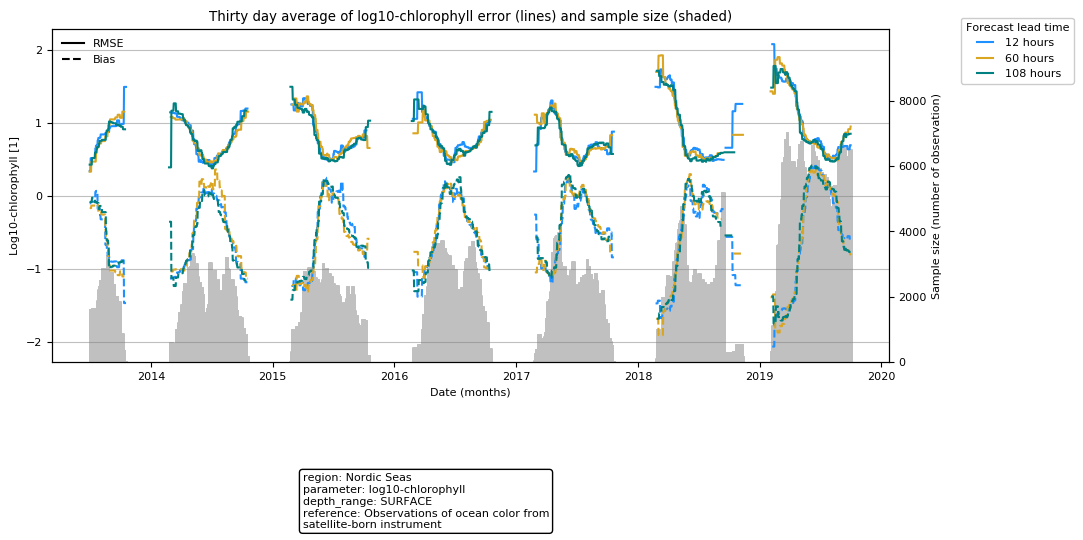 Thirty day average of log10-chlorophyll error (lines) and sample size (shaded)
Forecast lead time
12 hours
60 hours
108 hours
RMSE
Bias
Log10-chlorophyll [1]
2
1
0
−1
−2
8000
6000
4000
2000
0
Sample size (number of observation)
2014
2015
2016
2017
2018
2019
2020
Date (months)
region: Nordic Seas
parameter: log10-chlorophyll
depth_range: SURFACE
reference: Observations of ocean color from
satellite-born instrument